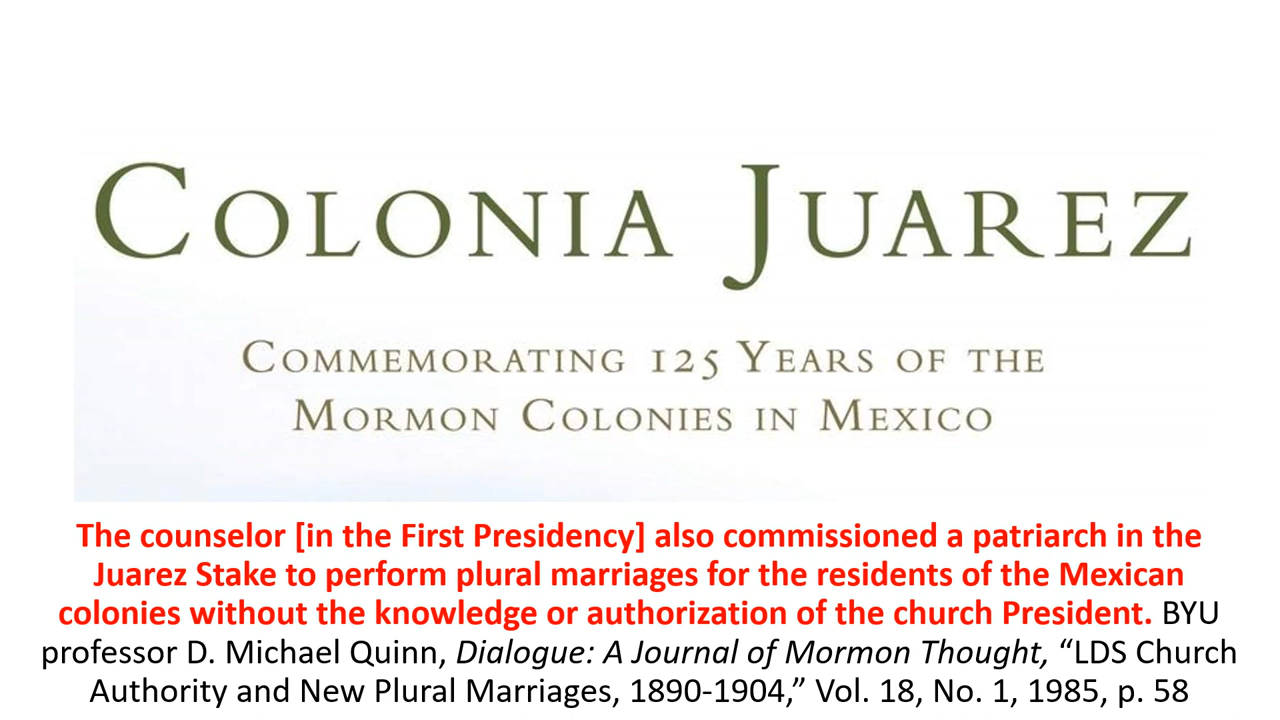 COLONIA JUAREZ
COMMEMORATING 125 YEARS OF THE
MORMON COLONIES IN MEXICO
The counselor [in the First Presidency] also commissioned a patriarch in the
Juarez Stake to perform plural marriages for the residents of the Mexican
colonies without the knowledge or authorization of the church President. BYU
professor D. Michael Quinn, Dialogue: A Journal of Mormon Thought, “LDS Church
Authority and New Plural Marriages, 1890-1904,” Vol. 18, No. 1, 1985, p. 58